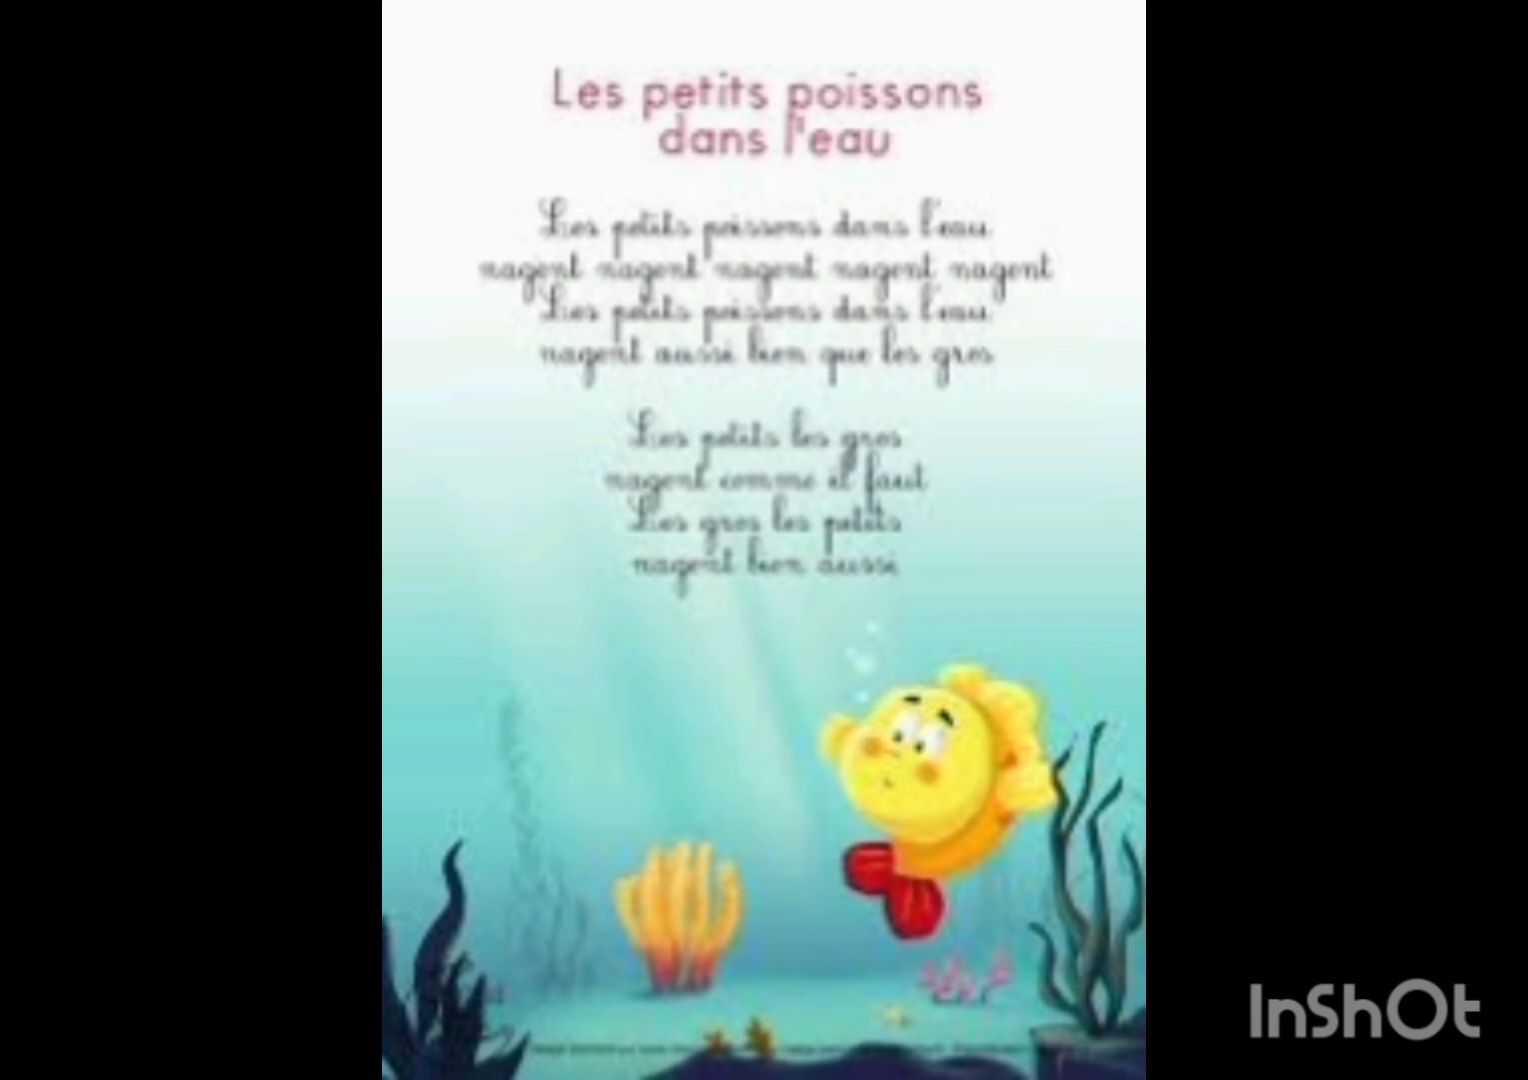 Les petits poissons
dans l'eau
Les petits poissons dans l'eau
nagent nagent nagent nagent nagent
Les petits poissons dans l'eau
nagent aussi bien que les gros
Les petits les gros
nagent comme il faut
Les gros les petits
nagent bien aussi
InShOt